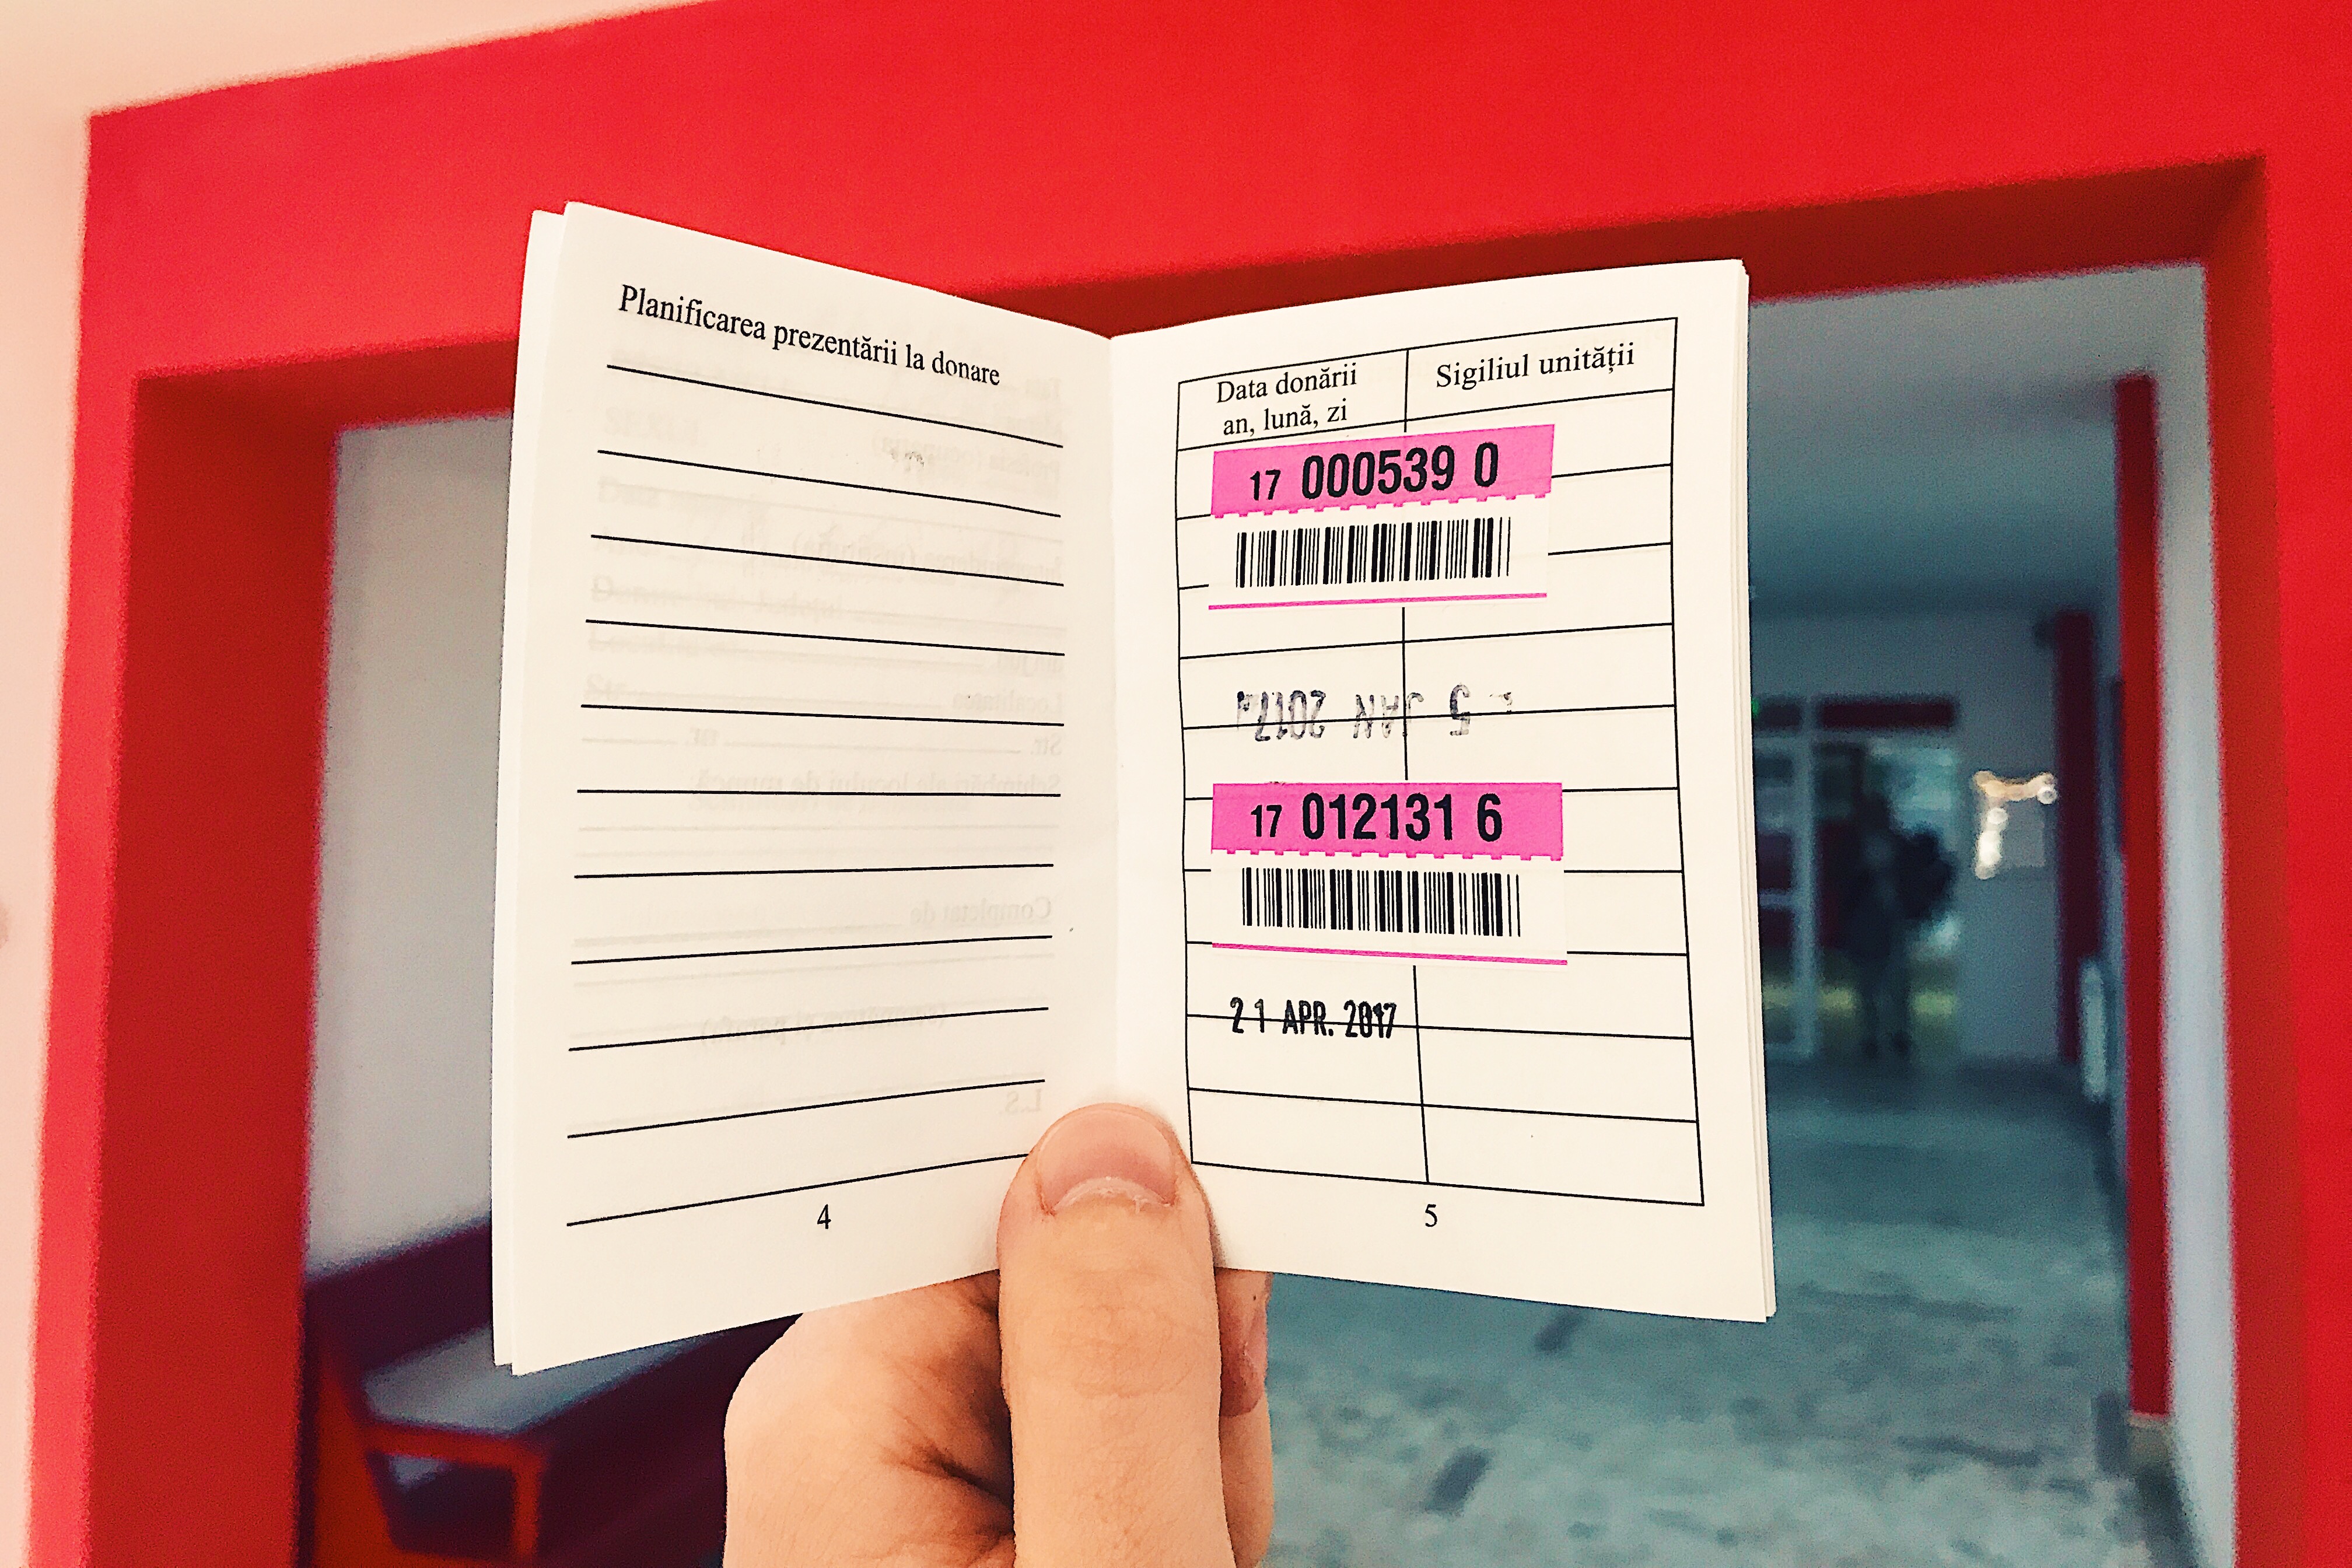 Planificarea prezentării la donare
4
Data donării
an, lună, zi
Sigiliul unității
17 000539 0
5 JAN 2017
17 012131 6
21 APR. 2017
5